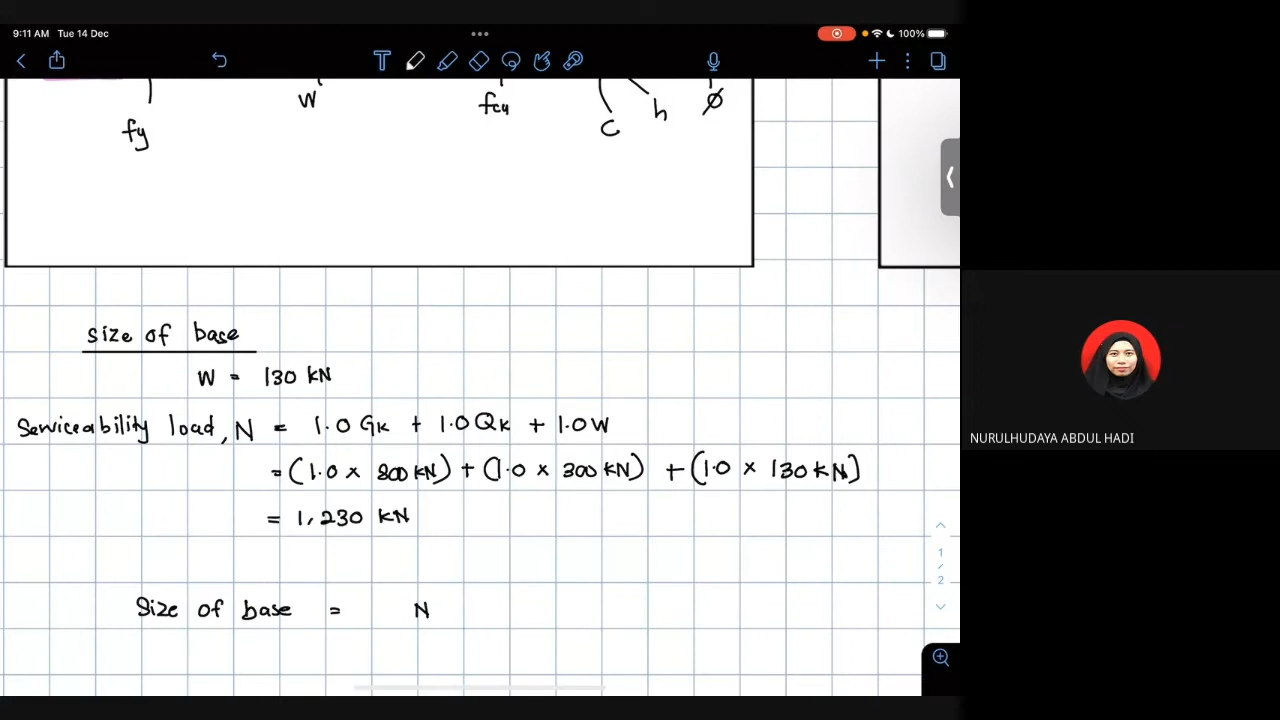 9:11 AM Tue 14 Dec
100%
fy
W
fcu
c
h
ø
size of base
W = 130 kN
Serviceability load, N = 1.0 Gk + 1.0 Qk + 1.0 W
= (1.0 × 800 kN) + (1.0 × 300 kN) + (1.0 × 130 kN)
= 1,230 kN
Size of base = N
1
/
2
NURULHUDAYA ABDUL HADI